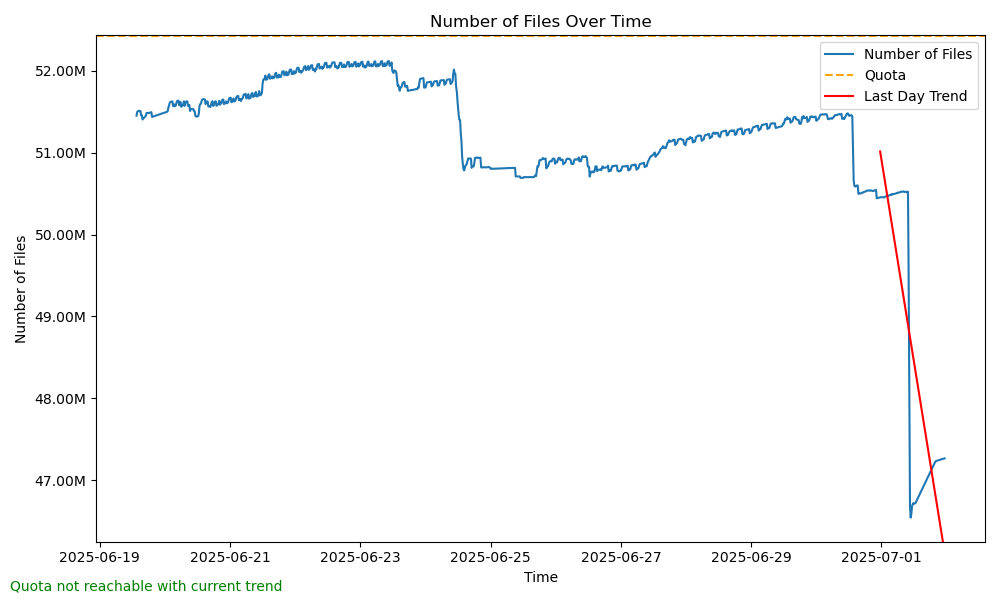 Number of Files Over Time
Number of Files
Quota
Last Day Trend
52.00M
51.00M
50.00M
49.00M
48.00M
47.00M
Number of Files
2025-06-19
2025-06-21
2025-06-23
2025-06-25
2025-06-27
2025-06-29
2025-07-01
Time
Quota not reachable with current trend